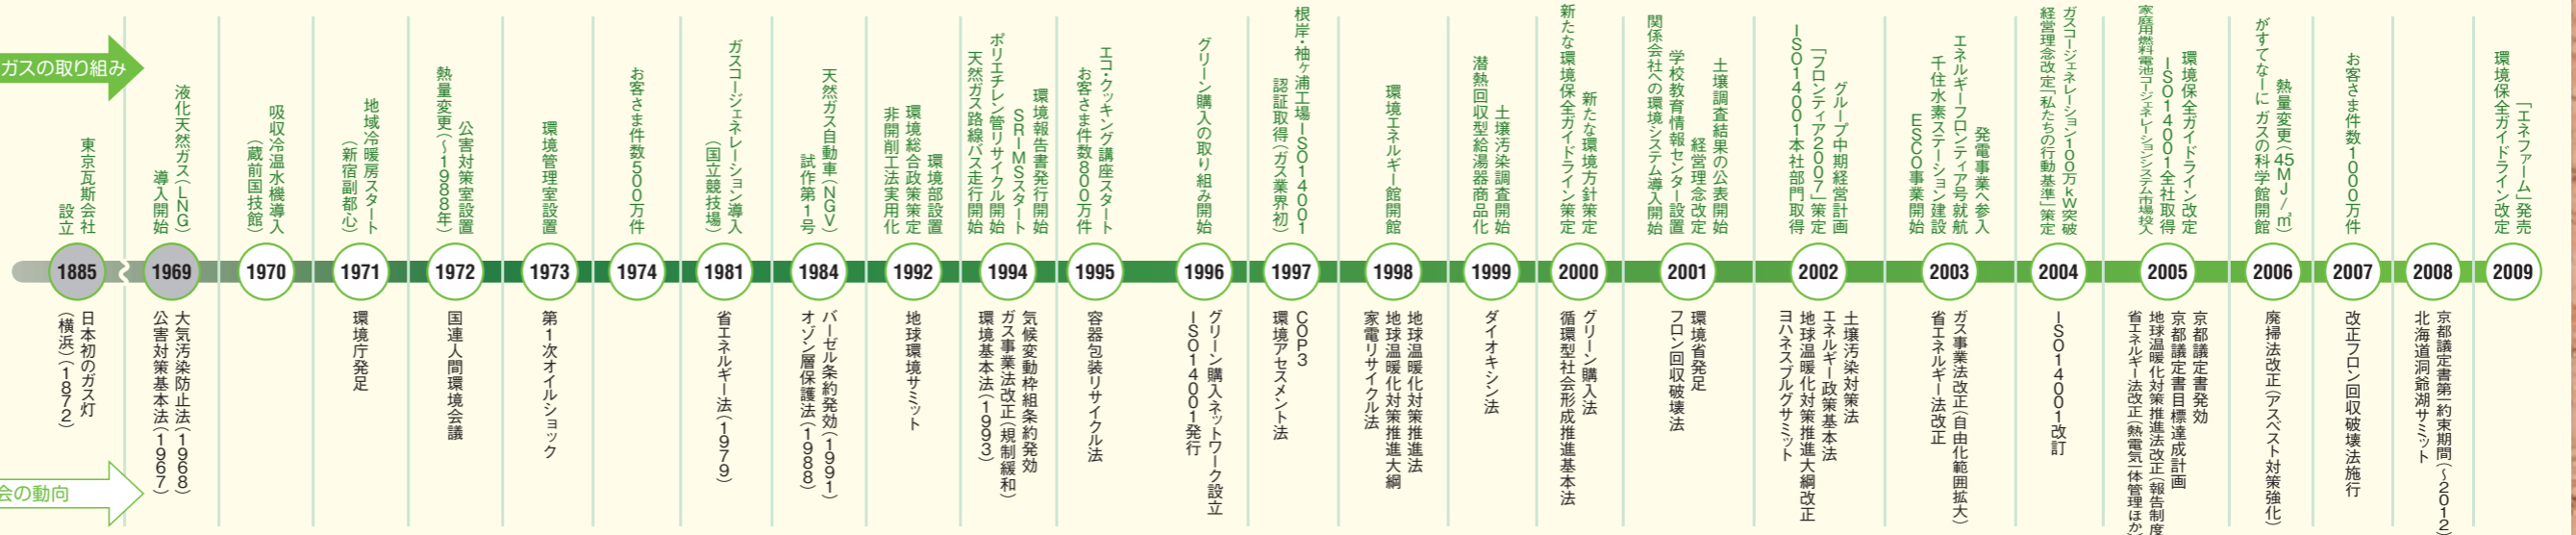 ガスの取り組み
東京瓦斯会社
設立
液化天然ガス（LNG）
導入開始
吸収冷温水機導入
（蔵前国技館）
地域冷暖房スタート
（新宿副都心）
公害対策室設置
熱量変更（～1988年）
環境管理室設置
お客さま件数500万件
ガスコージェネレーション導入
（国立競技場）
天然ガス自動車（NGV）
試作第1号
環境部設置
環境総合政策策定
非開削工法実用化
環境報告書発行開始
SRIMSスタート
ポリエチレン管リサイクル開始
天然ガス路線バス走行開始
エコ・クッキング講座スタート
お客さま件数800万件
グリーン購入の取り組み開始
根岸・袖ヶ浦工場ISO14001
認証取得（ガス業界初）
環境エネルギー館開館
土壌汚染調査開始
潜熱回収型給湯器商品化
新たな環境方針策定
新たな環境保全ガイドライン策定
土壌調査結果の公表開始
経営理念改定
学校教育情報センター設置
関係会社への環境システム導入開始
グループ中期経営計画
「フロンティア2007」策定
ISO14001本社部門取得
発電事業へ参入
エネルギーフロンティア号就航
千住水素ステーション建設
ESCO事業開始
ガスコージェネレーション100万kW突破
経営理念改定「私たちの行動基準」策定
環境保全ガイドライン改定
ISO14001全社取得
家庭用燃料電池コージェネレーションシステム市場投入
熱量変更（45MJ/㎥）
がすてなーに ガスの科学館開館
お客さま件数1000万件
「エネファーム」発売
環境保全ガイドライン改定
1885
1969
1970
1971
1972
1973
1974
1981
1984
1992
1994
1995
1996
1997
1998
1999
2000
2001
2002
2003
2004
2005
2006
2007
2008
2009
日本初のガス灯
（横浜）（1872）
大気汚染防止法（1968）
公害対策基本法（1967）
環境庁発足
国連人間環境会議
第1次オイルショック
省エネルギー法（1979）
バーゼル条約発効（1991）
オゾン層保護法（1988）
地球環境サミット
気候変動枠組条約発効
ガス事業法改正（規制緩和）
環境基本法（1993）
容器包装リサイクル法
グリーン購入ネットワーク設立
ISO14001発行
COP3
環境アセスメント法
地球温暖化対策推進法
地球温暖化対策推進大綱
家電リサイクル法
ダイオキシン法
グリーン購入法
循環型社会形成推進基本法
環境省発足
フロン回収破壊法
土壌汚染対策法
エネルギー政策基本法
地球温暖化対策推進大綱改正
ヨハネスブルグサミット
ガス事業法改正（自由化範囲拡大）
省エネルギー法改正
ISO14001改訂
京都議定書発効
京都議定書目標達成計画
地球温暖化対策推進法改正（報告制度
省エネルギー法改正（熱電気一体管理ほか）
廃掃法改正（アスベスト対策強化）
改正フロン回収破壊法施行
京都議定書第一約束期間（～2012）
北海道洞爺湖サミット
会の動向